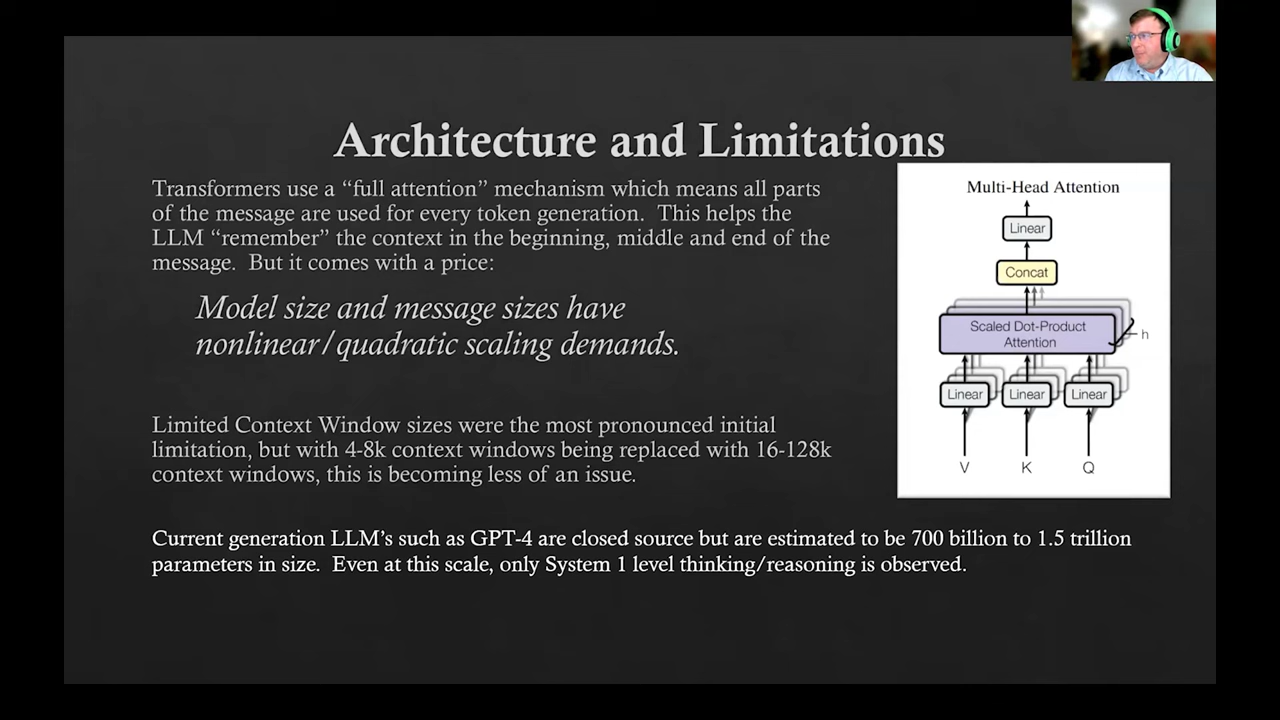 Architecture and Limitations
Transformers use a “full attention” mechanism which means all parts
of the message are used for every token generation.  This helps the
LLM “remember” the context in the beginning, middle and end of the
message.  But it comes with a price:
Model size and message sizes have
nonlinear/quadratic scaling demands.
Limited Context Window sizes were the most pronounced initial
limitation, but with 4-8k context windows being replaced with 16-128k
context windows, this is becoming less of an issue.
Current generation LLM’s such as GPT-4 are closed source but are estimated to be 700 billion to 1.5 trillion
parameters in size.  Even at this scale, only System 1 level thinking/reasoning is observed.
Multi-Head Attention
Linear
Concat
Scaled Dot-Product
Attention
h
Linear Linear Linear
V K Q